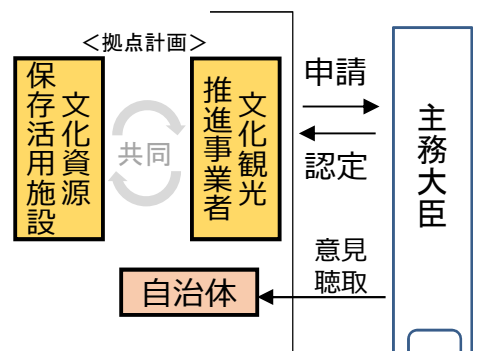 ＜拠点計画＞
文化資源
保存活用施設
共同
文化観光
推進事業者
申請
認定
主務大臣
意見
聴取
自治体